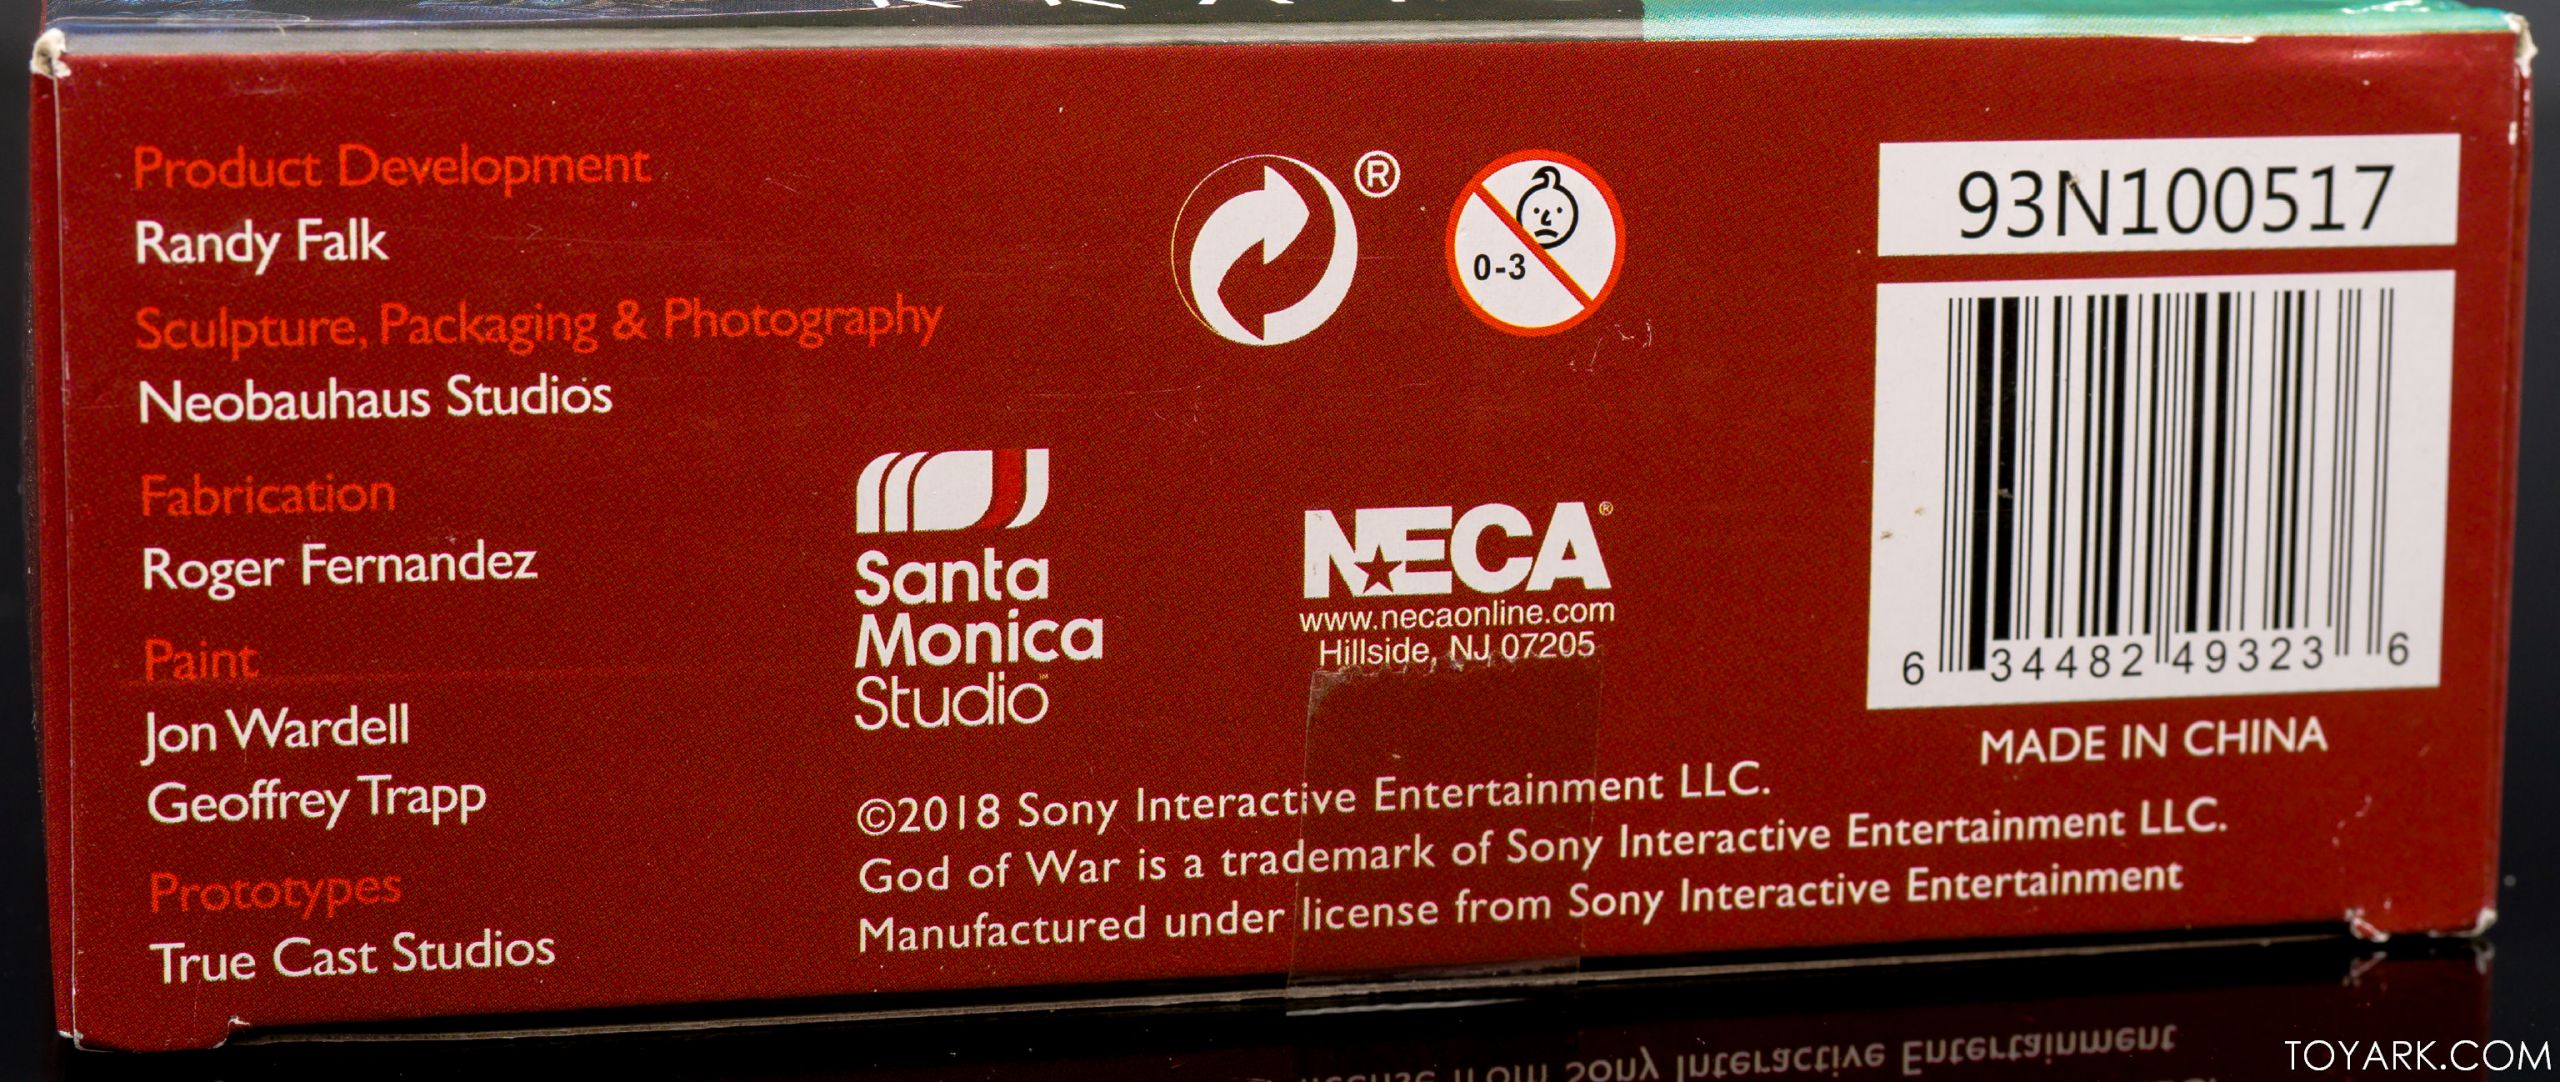 Product Development
Randy Falk
Sculpture, Packaging & Photography
Neobauhaus Studios
Fabrication
Roger Fernandez
Paint
Jon Wardell
Geoffrey Trapp
Prototypes
True Cast Studios
®
0-3
Santa
Monica
Studio™
NECA®
www.necaonline.com
Hillside, NJ 07205
©2018 Sony Interactive Entertainment LLC.
God of War is a trademark of Sony Interactive Entertainment LLC.
Manufactured under license from Sony Interactive Entertainment
93N100517
6 34482 49323 6
MADE IN CHINA
TOYARK.COM